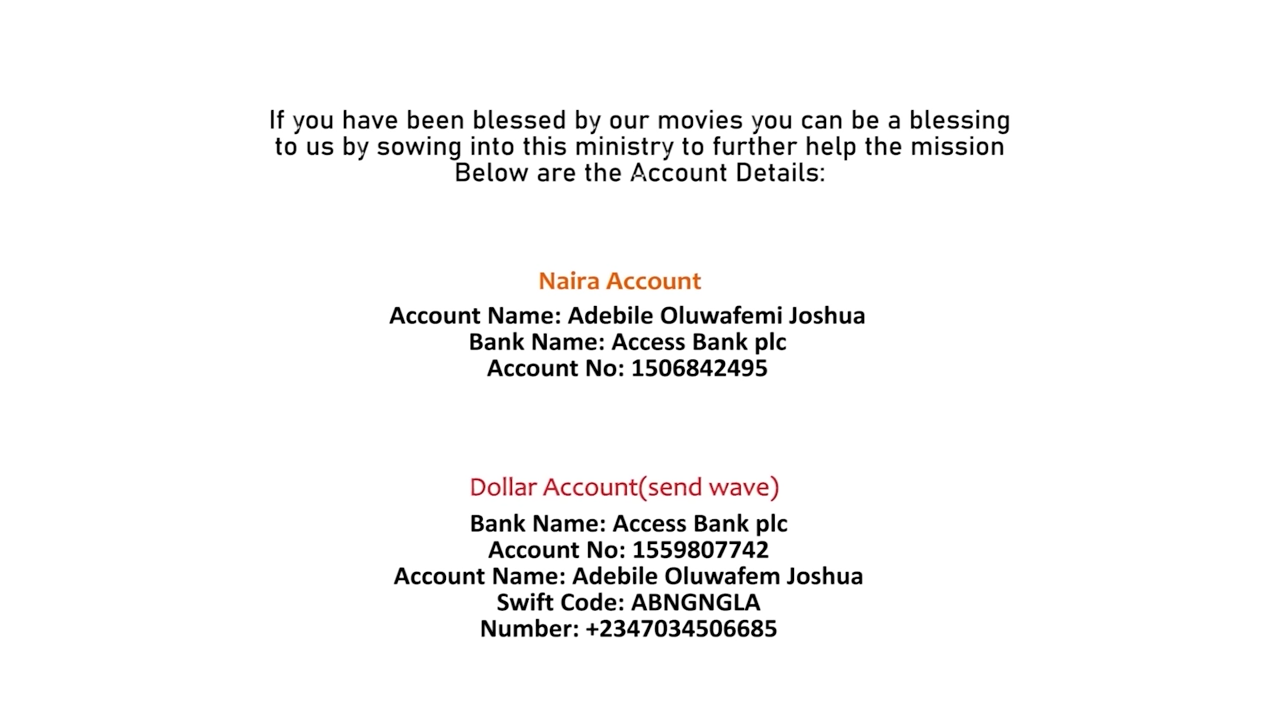 If you have been blessed by our movies you can be a blessing
to us by sowing into this ministry to further help the mission
Below are the Account Details:
Naira Account
Account Name: Adebile Oluwafemi Joshua
Bank Name: Access Bank plc
Account No: 1506842495
Dollar Account(send wave)
Bank Name: Access Bank plc
Account No: 1559807742
Account Name: Adebile Oluwafem Joshua
Swift Code: ABNGNGLA
Number: +2347034506685